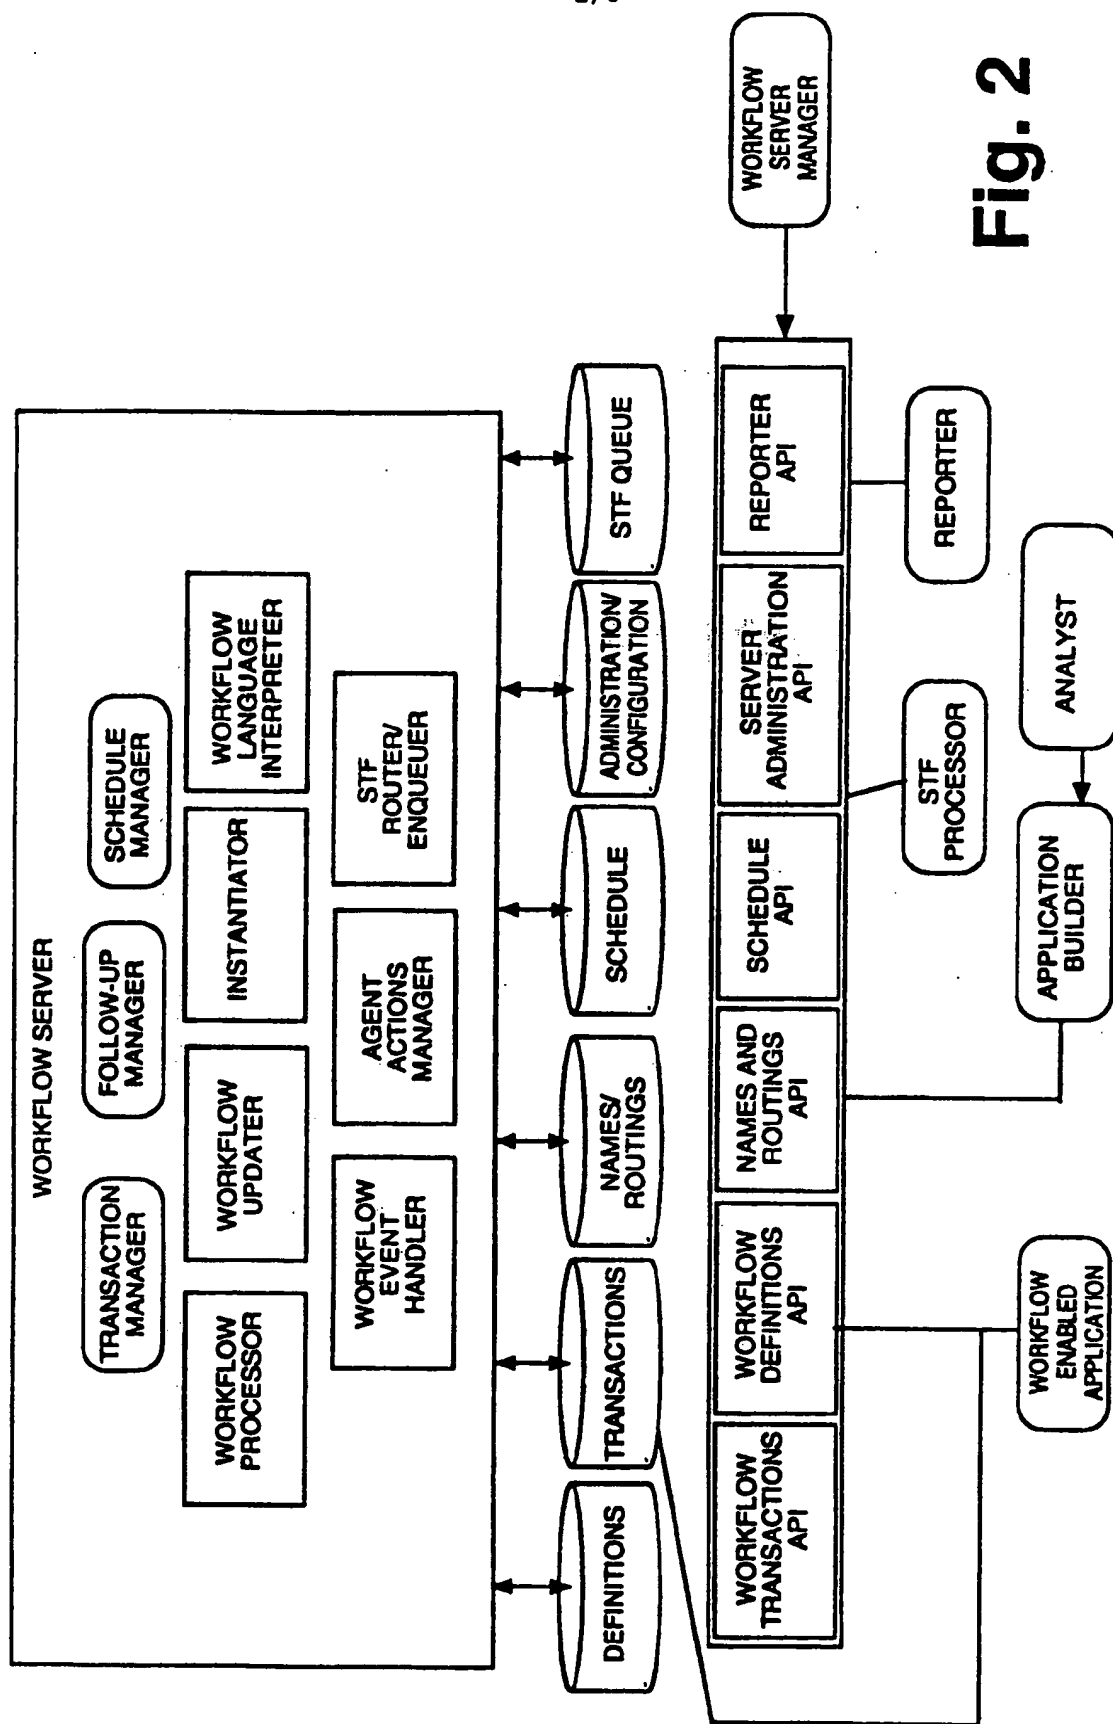 WORKFLOW SERVER
TRANSACTION
MANAGER
FOLLOW-UP
MANAGER
SCHEDULE
MANAGER
WORKFLOW
PROCESSOR
WORKFLOW
UPDATER
INSTANTIATOR
WORKFLOW
LANGUAGE
INTERPRETER
WORKFLOW
EVENT
HANDLER
AGENT
ACTIONS
MANAGER
STF
ROUTER/
ENQUEUER
DEFINITIONS
TRANSACTIONS
NAMES/
ROUTINGS
SCHEDULE
ADMINISTRATION/
CONFIGURATION
STF QUEUE
WORKFLOW
TRANSACTIONS
API
WORKFLOW
DEFINITIONS
API
NAMES AND
ROUTINGS
API
SCHEDULE
API
SERVER
ADMINISTRATION
API
REPORTER
API
WORKFLOW
SERVER
MANAGER
STF
PROCESSOR
REPORTER
WORKFLOW
ENABLED
APPLICATION
APPLICATION
BUILDER
ANALYST
Fig. 2